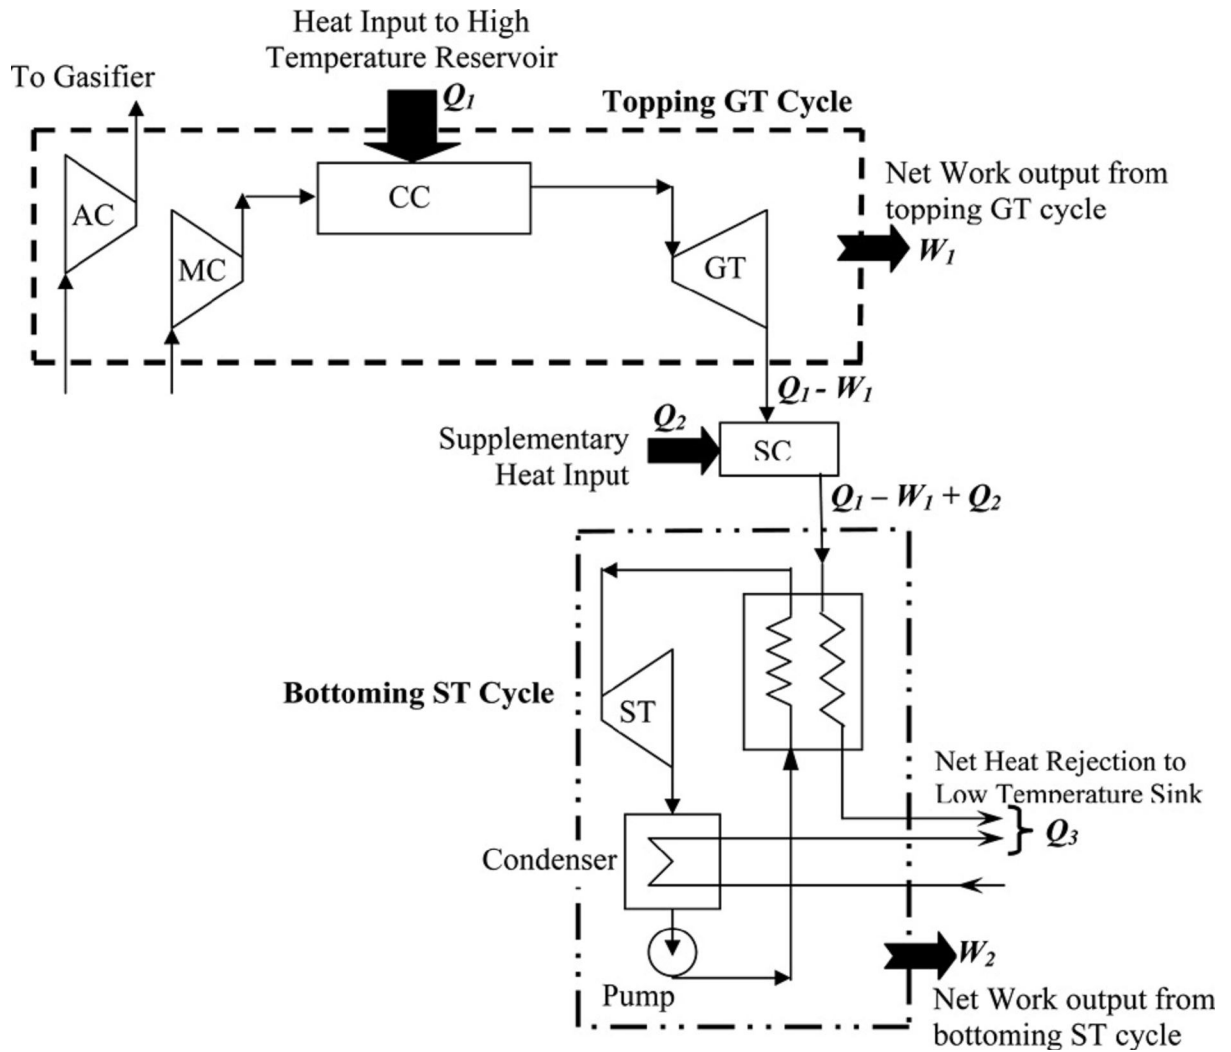 Heat Input to High
Temperature Reservoir
To Gasifier
Q1
Topping GT Cycle
AC
MC
CC
GT
Net Work output from
topping GT cycle
W1
Q1 - W1
Q2
Supplementary
Heat Input
SC
Q1 – W1 + Q2
Bottoming ST Cycle
ST
Net Heat Rejection to
Low Temperature Sink
Q3
Condenser
Pump
W2
Net Work output from
bottoming ST cycle